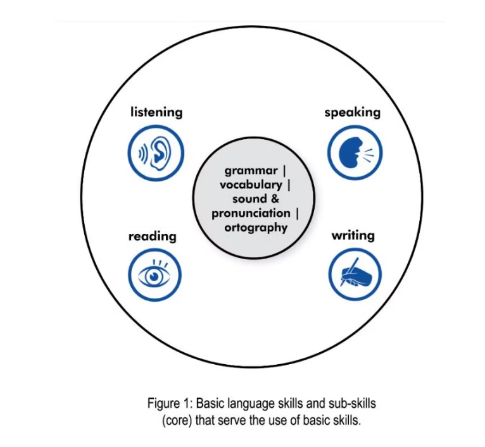 listening
speaking
grammar |
vocabulary |
sound &
pronunciation |
ortography
reading
writing
Figure 1: Basic language skills and sub-skills
(core) that serve the use of basic skills.